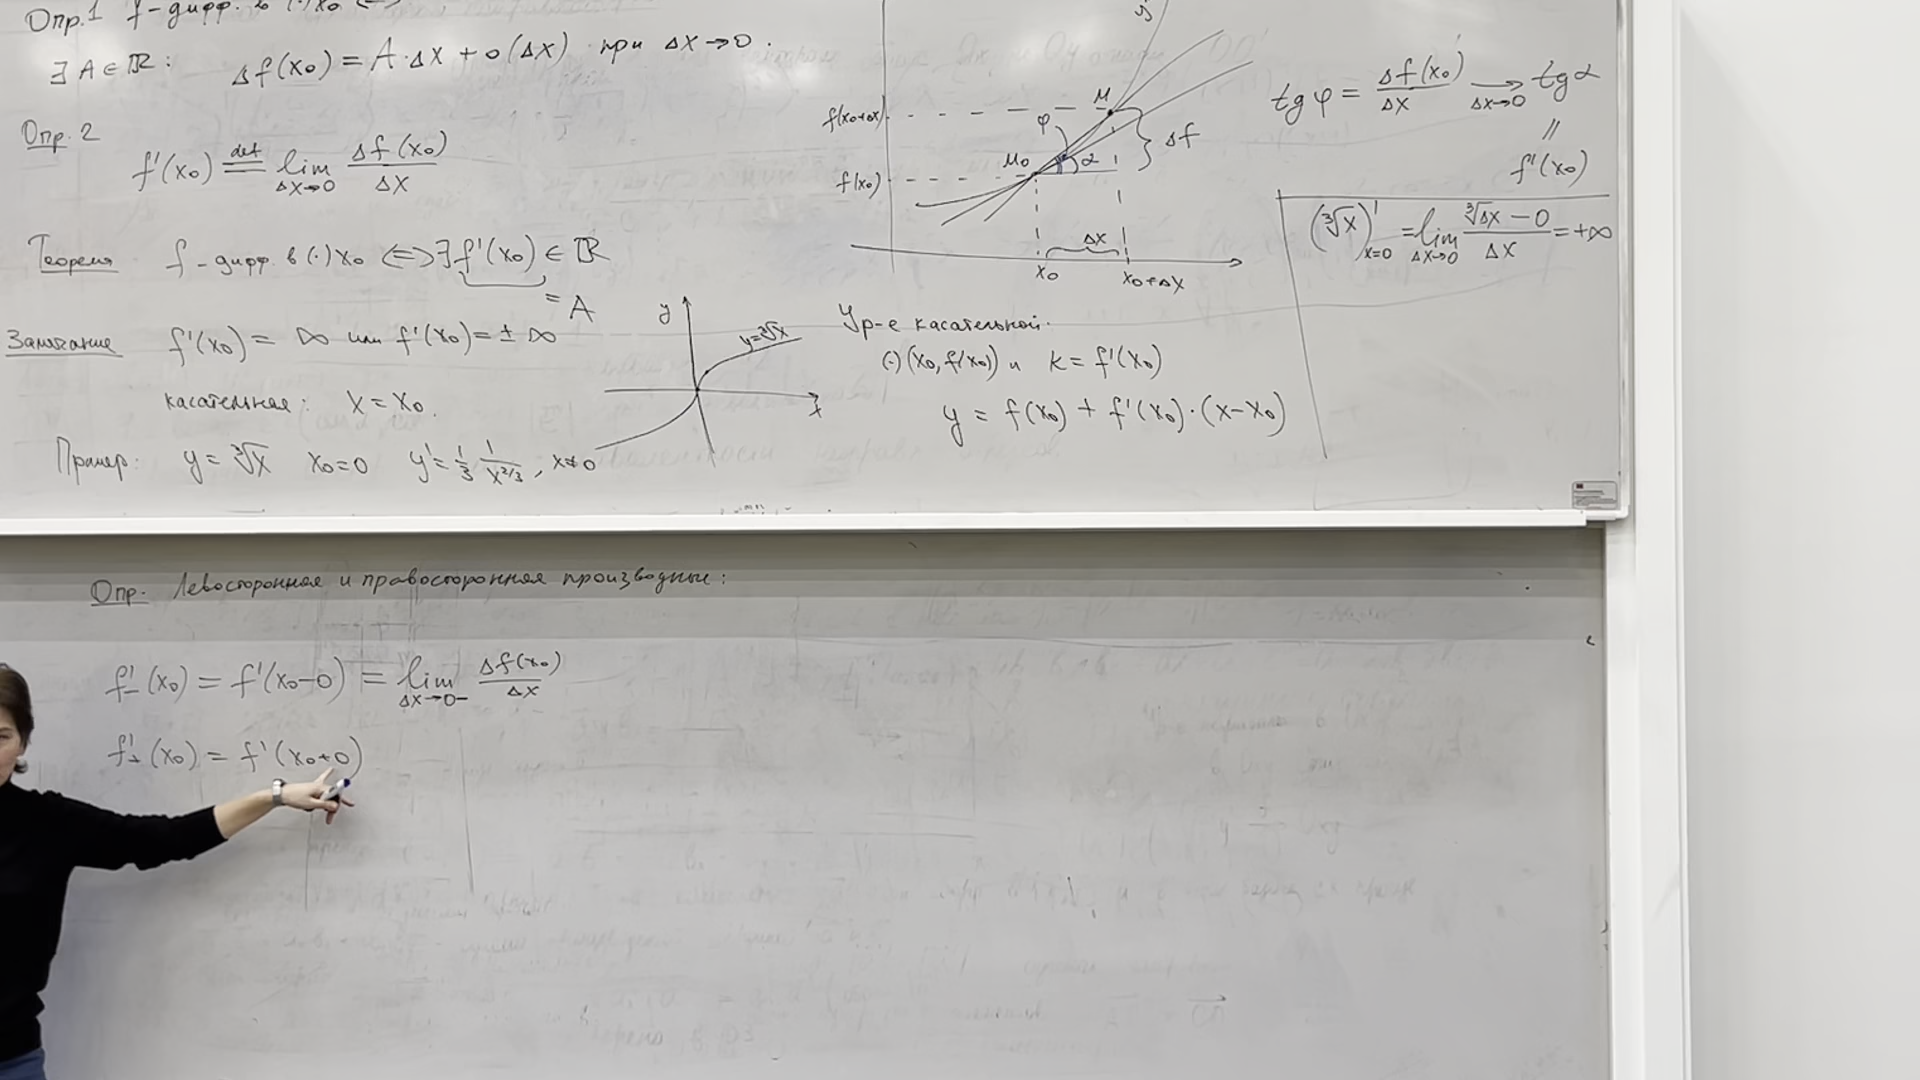 Опр.1 f-дифф. в (·) x₀ ⟺
∃ A ∈ ℝ : Δf(x₀) = A·Δx + o(Δx) при Δx→0.
Опр. 2
f'(x₀) ≝ lim_{Δx→0} Δf(x₀)/Δx
Теорема f - дифф. в (·) x₀ ⟺ ∃ f'(x₀) ∈ ℝ
= A
Замечание f'(x₀) = ∞ или f'(x₀) = ±∞
касательная: x = x₀.
Пример: y = ∛x x₀=0 y' = 1/3 · 1/x^{2/3}, x≠0
y
y=∛x
x
y
f(x₀+Δx)
M
φ
Δf
M₀
α
f(x₀)
Δx
x₀
x₀+Δx
Ур-е касательной.
(·)(x₀, f(x₀)) и k = f'(x₀)
y = f(x₀) + f'(x₀)·(x-x₀)
tg φ = Δf(x₀)/Δx →_{Δx→0} tg α
=
f'(x₀)
(∛x)'_{x=0} = lim_{Δx→0} (∛Δx − 0)/Δx = +∞
Опр. Левосторонняя и правосторонняя производные:
f'₋(x₀) = f'(x₀−0) = lim_{Δx→0−} Δf(x₀)/Δx
f'₊(x₀) = f'(x₀+0)